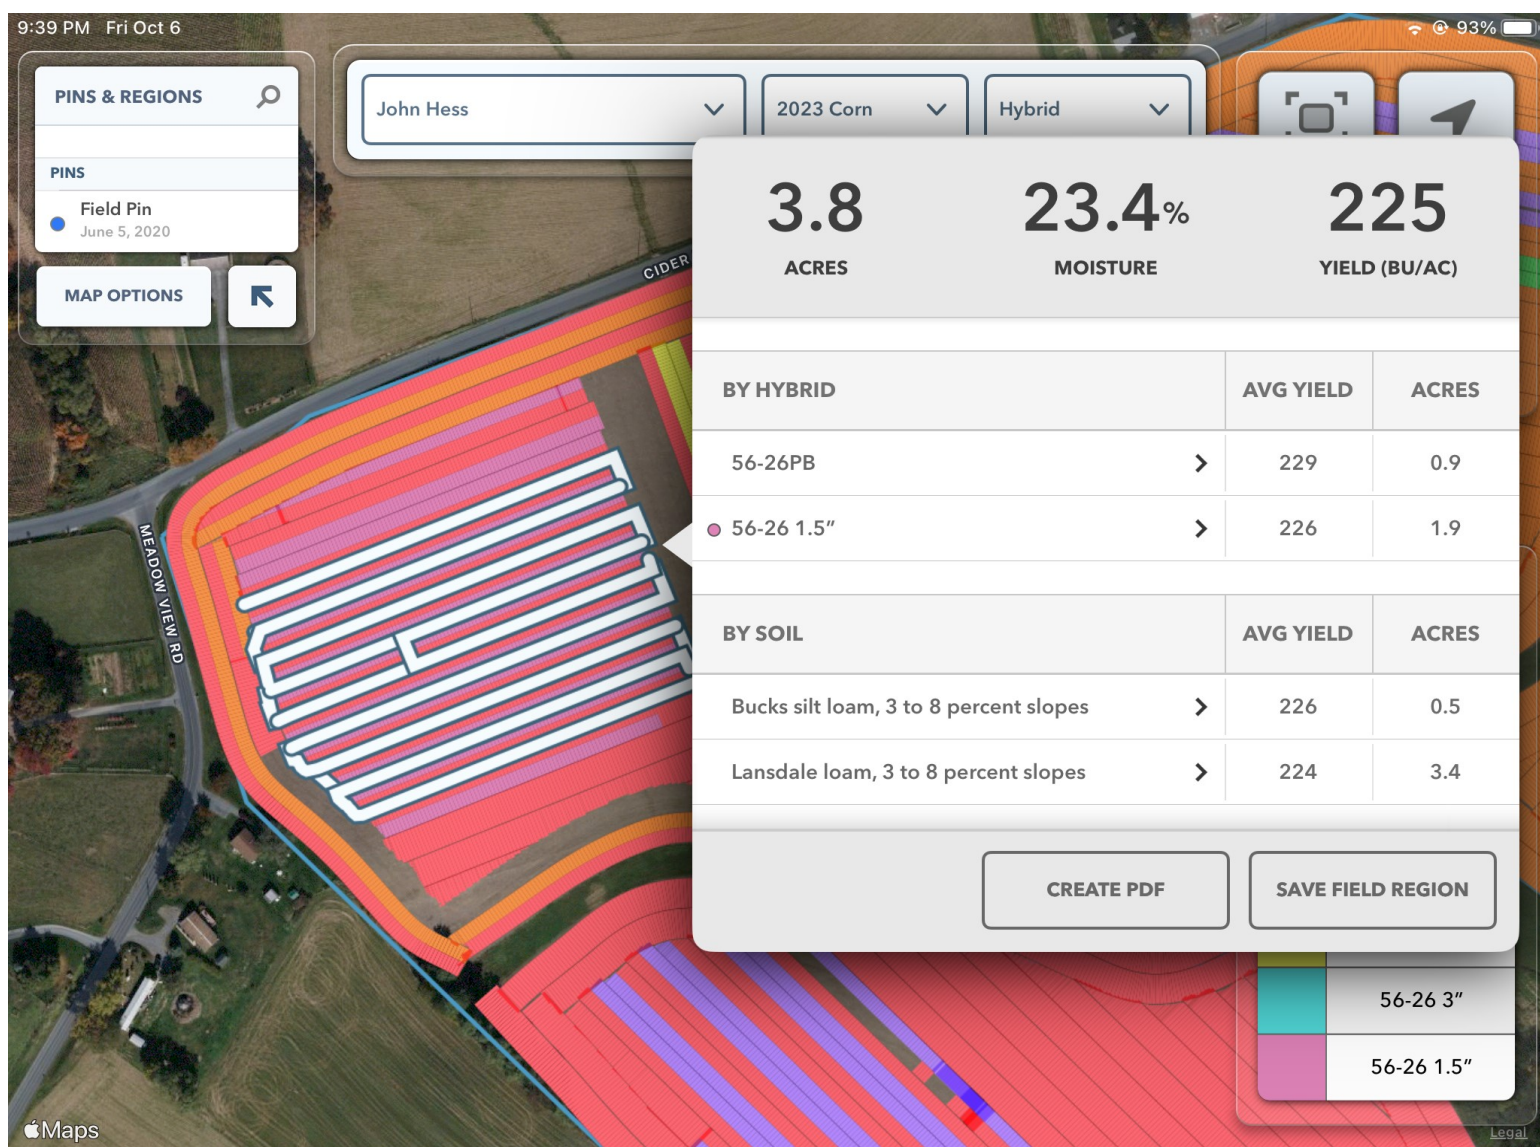 9:39 PM Fri Oct 6
93%
PINS & REGIONS
John Hess
2023 Corn
Hybrid
PINS
Field Pin
June 5, 2020
MAP OPTIONS
3.8
23.4%
225
ACRES
MOISTURE
YIELD (BU/AC)
CIDER
MEADOW VIEW RD
BY HYBRID
AVG YIELD
ACRES
56-26PB
229
0.9
56-26 1.5”
226
1.9
BY SOIL
AVG YIELD
ACRES
Bucks silt loam, 3 to 8 percent slopes
226
0.5
Lansdale loam, 3 to 8 percent slopes
224
3.4
CREATE PDF
SAVE FIELD REGION
56-26 3”
56-26 1.5”
Maps
Legal